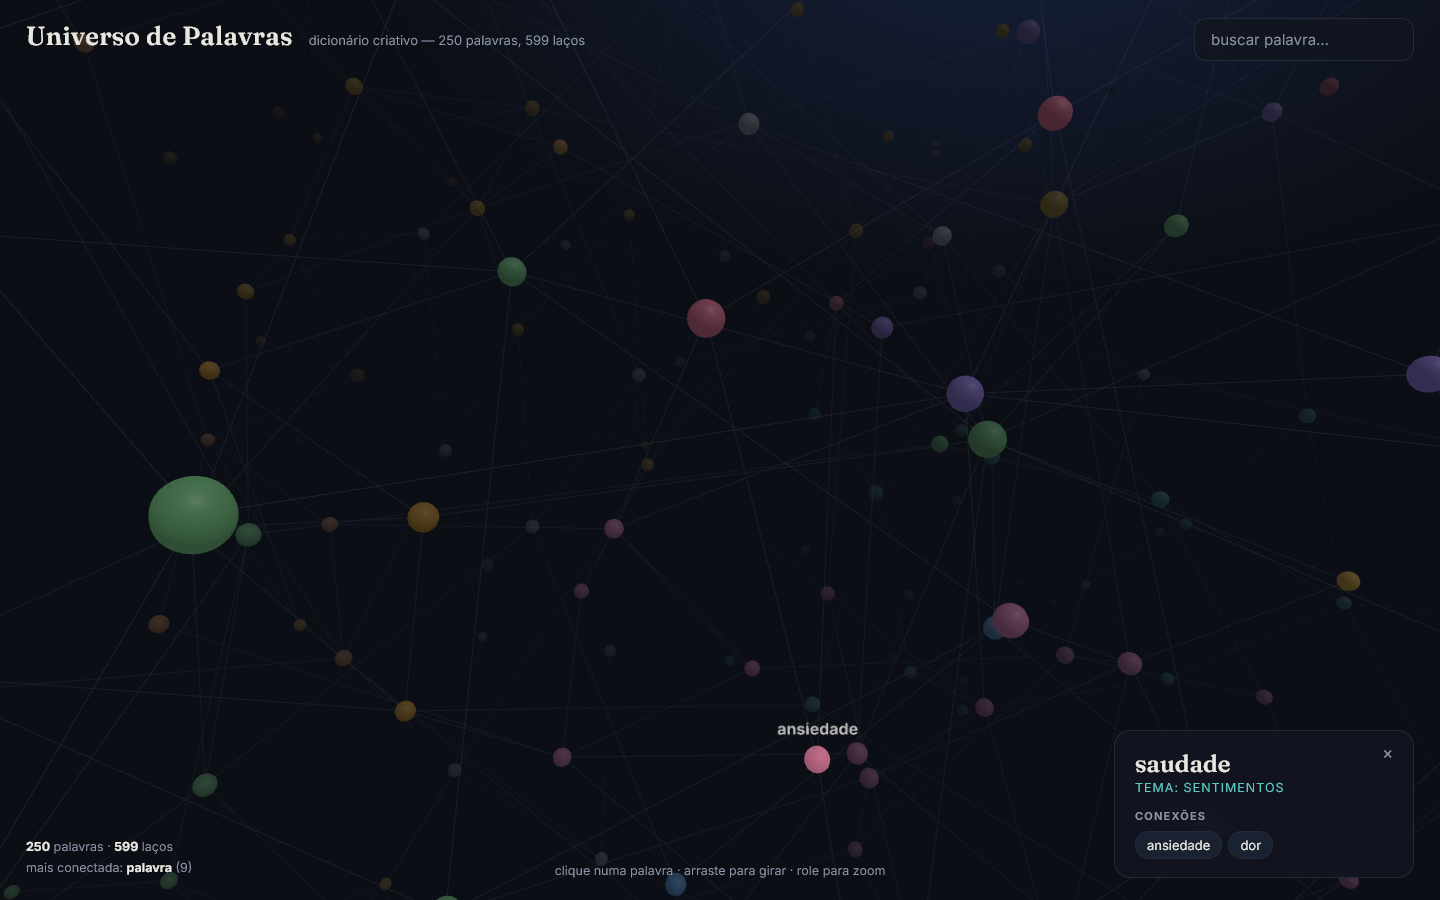 Universo de Palavras
dicionário criativo — 250 palavras, 599 laços
buscar palavra...
ansiedade
saudade
×
TEMA: SENTIMENTOS
CONEXÕES
ansiedade
dor
250 palavras · 599 laços
mais conectada: palavra (9)
clique numa palavra · arraste para girar · role para zoom